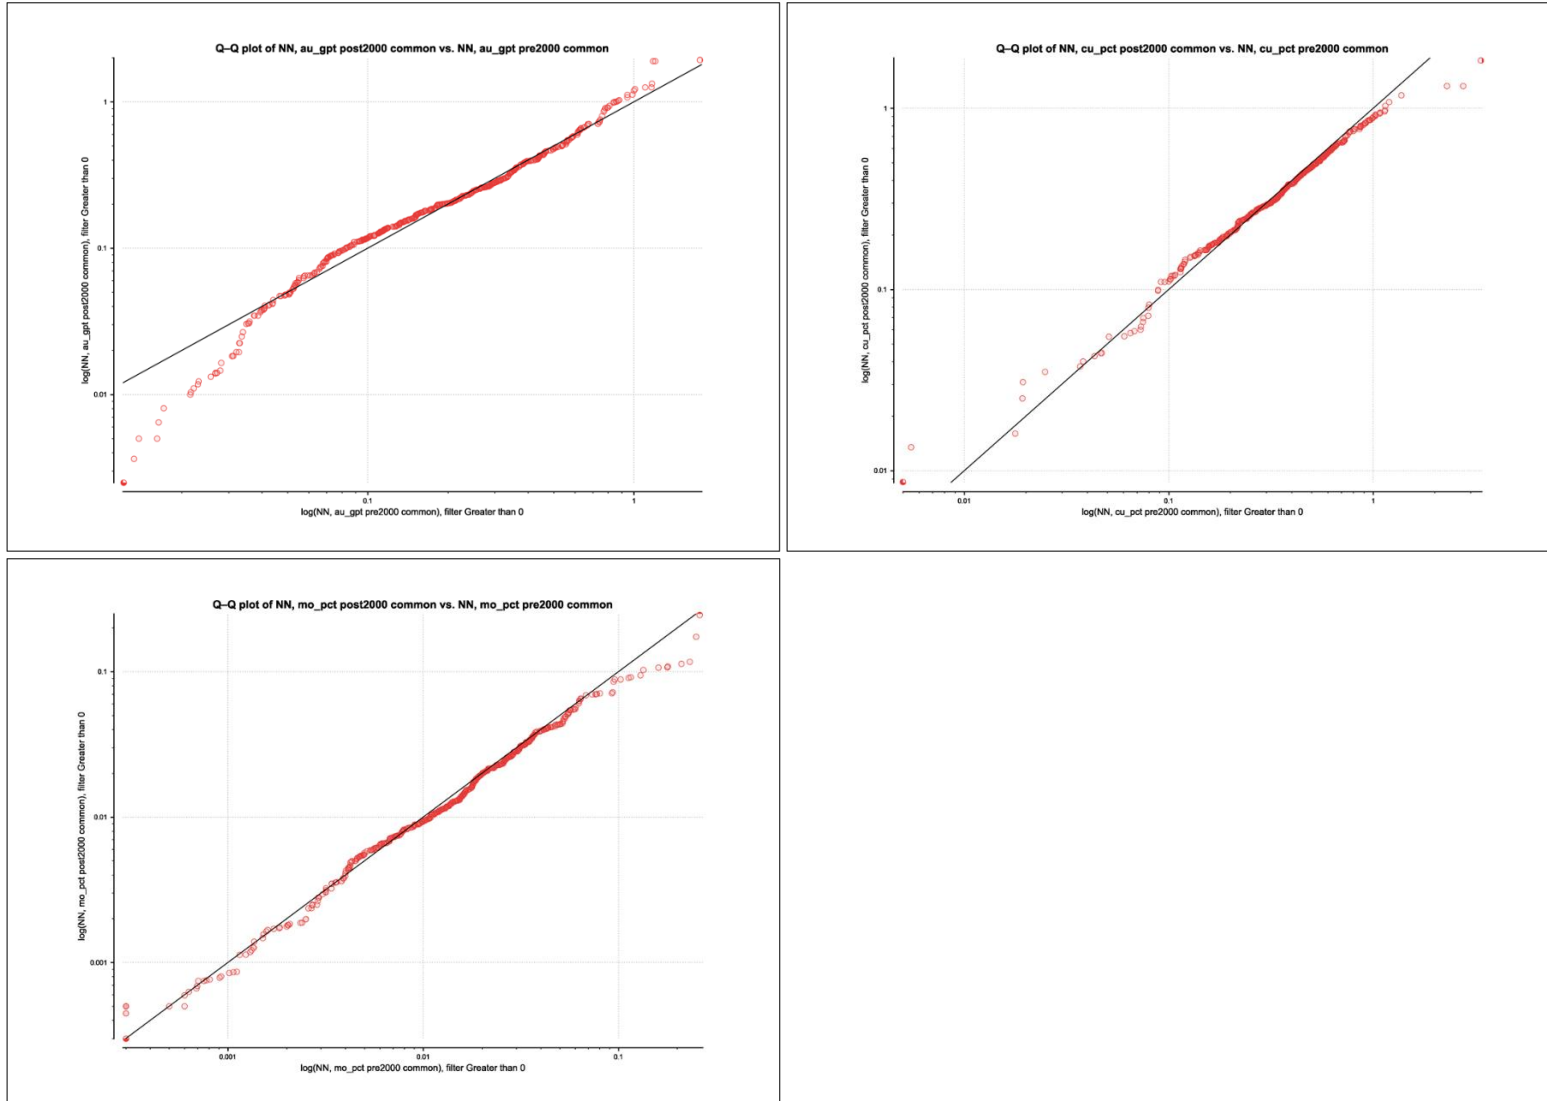 Q–Q plot of NN, au_gpt post2000 common vs. NN, au_gpt pre2000 common
log(NN, au_gpt post2000 common), filter Greater than 0
1
0.1
0.01
0.1
1
log(NN, au_gpt pre2000 common), filter Greater than 0
Q–Q plot of NN, cu_pct post2000 common vs. NN, cu_pct pre2000 common
log(NN, cu_pct post2000 common), filter Greater than 0
1
0.1
0.01
0.01
0.1
1
log(NN, cu_pct pre2000 common), filter Greater than 0
Q–Q plot of NN, mo_pct post2000 common vs. NN, mo_pct pre2000 common
log(NN, mo_pct post2000 common), filter Greater than 0
0.1
0.01
0.001
0.001
0.01
0.1
log(NN, mo_pct pre2000 common), filter Greater than 0